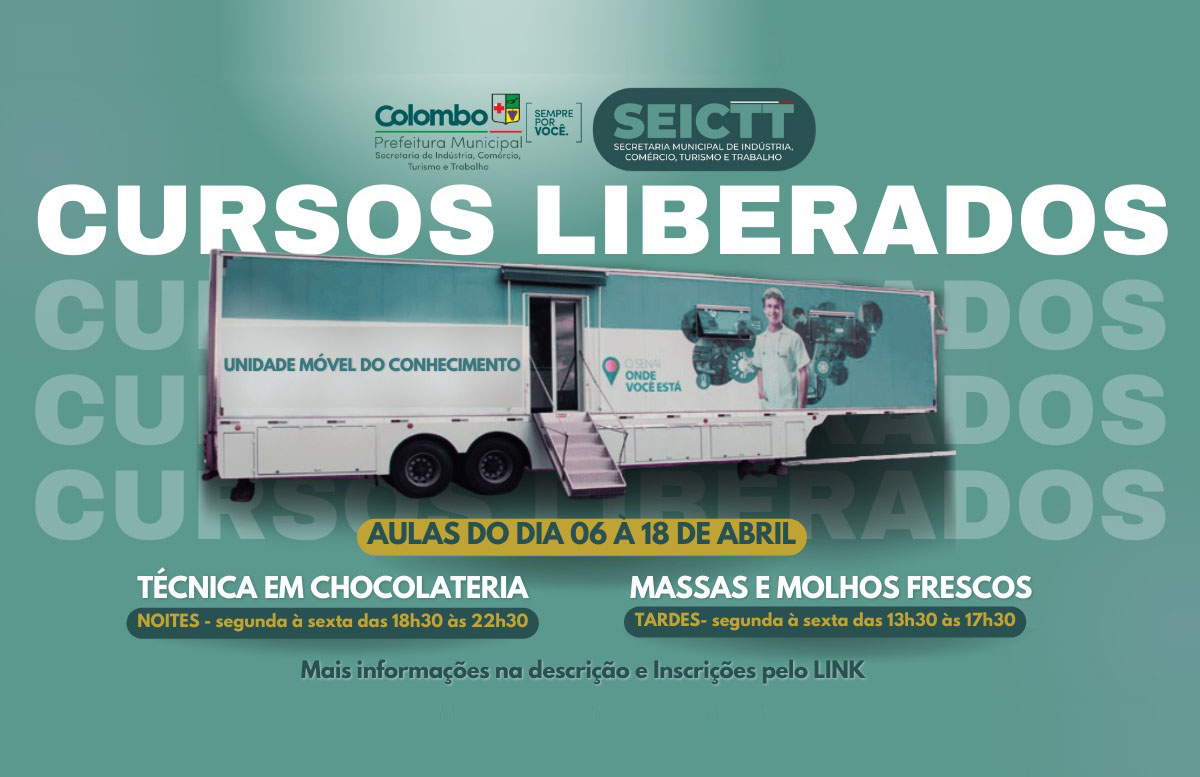 Colombo
Prefeitura Municipal
Secretaria de Indústria, Comércio,
Turismo e Trabalho
SEMPRE
POR
VOCÊ.
SEICTT
SECRETARIA MUNICIPAL DE INDÚSTRIA,
COMÉRCIO, TURISMO E TRABALHO
CURSOS LIBERADOS
CURSOS LIBERADOS
CURSOS LIBERADOS
CURSOS LIBERADOS
UNIDADE MÓVEL DO CONHECIMENTO
O SENAI
ONDE
VOCÊ ESTÁ
AULAS DO DIA 06 À 18 DE ABRIL
TÉCNICA EM CHOCOLATERIA
NOITES - segunda à sexta das 18h30 às 22h30
MASSAS E MOLHOS FRESCOS
TARDES- segunda à sexta das 13h30 às 17h30
Mais informações na descrição e Inscrições pelo LINK